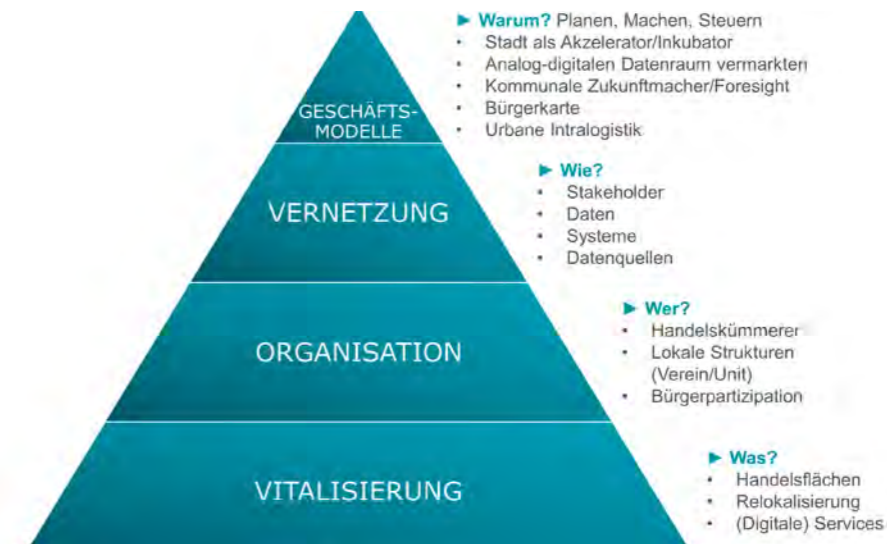 ► Warum? Planen, Machen, Steuern
• Stadt als Akzelerator/Inkubator
• Analog-digitalen Datenraum vermarkten
• Kommunale Zukunftmacher/Foresight
• Bürgerkarte
• Urbane Intralogistik
GESCHÄFTS-
MODELLE
► Wie?
• Stakeholder
• Daten
• Systeme
• Datenquellen
VERNETZUNG
► Wer?
• Handelskümmerer
• Lokale Strukturen
(Verein/Unit)
• Bürgerpartizipation
ORGANISATION
► Was?
• Handelsflächen
• Relokalisierung
• (Digitale) Services
VITALISIERUNG